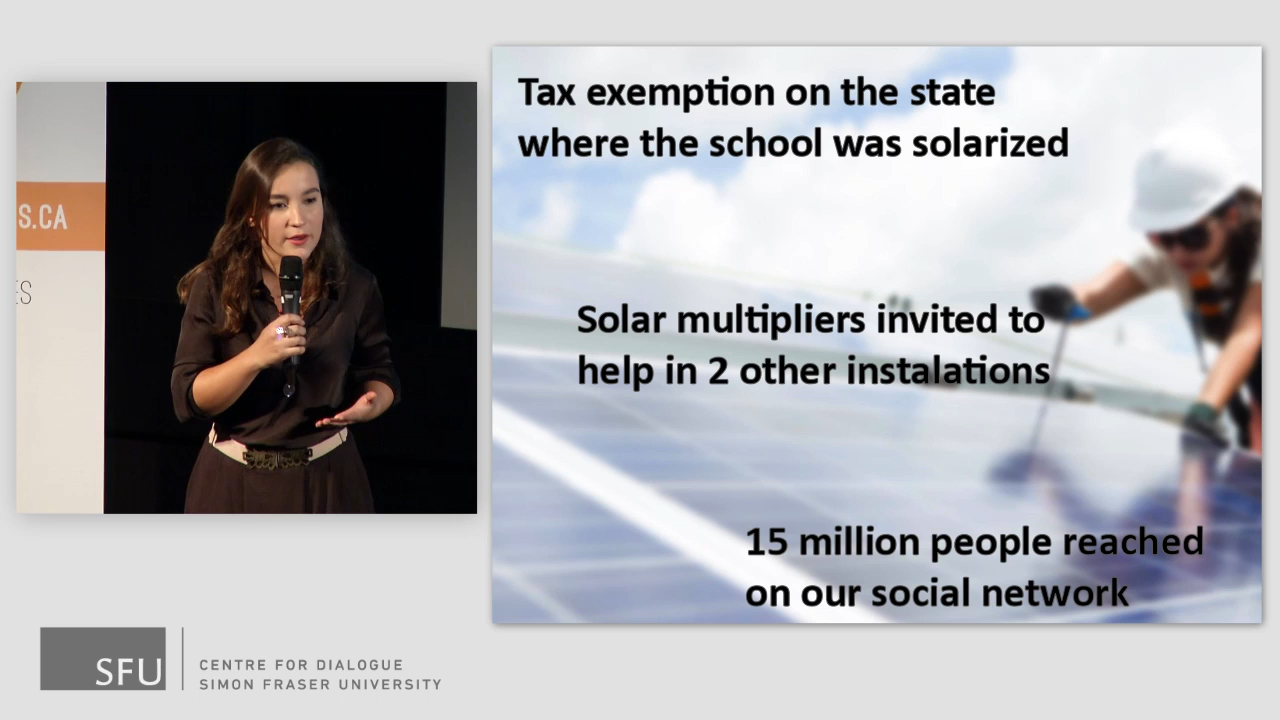 S.CA
ES
Tax exemption on the state
where the school was solarized
Solar multipliers invited to
help in 2 other instalations
15 million people reached
on our social network
SFU
CENTRE FOR DIALOGUE
SIMON FRASER UNIVERSITY